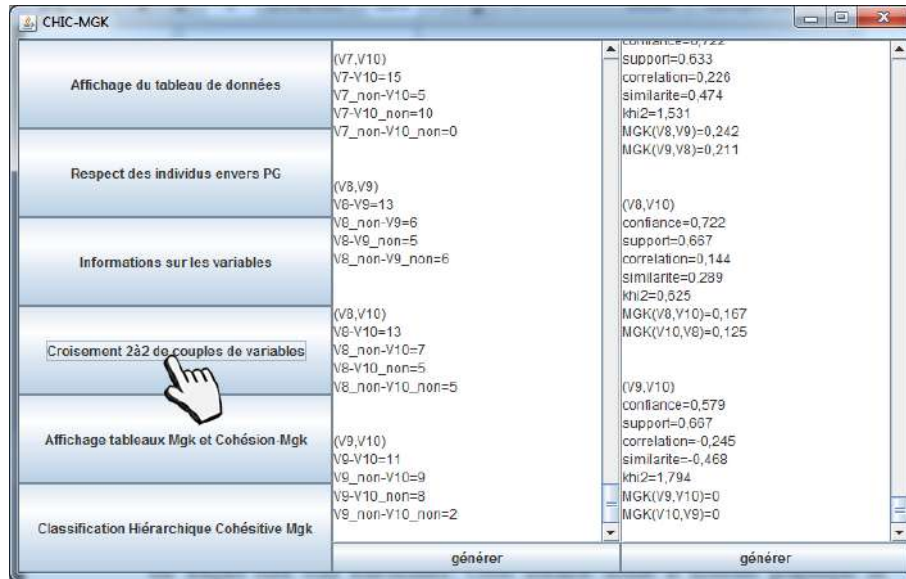 CHIC-MGK
Affichage du tableau de données
Respect des individus envers PG
Informations sur les variables
Croisement 2à2 de couples de variables
Affichage tableaux Mgk et Cohésion-Mgk
Classification Hiérarchique Cohésitive Mgk
(V7,V10)
V7-V10=15
V7_non-V10=5
V7-V10_non=10
V7_non-V10_non=0
(V8,V9)
V8-V9=13
V8_non-V9=6
V8-V9_non=5
V8_non-V9_non=6
(V8,V10)
V8-V10=13
V8_non-V10=7
V8-V10_non=5
V8_non-V10_non=5
(V9,V10)
V9-V10=11
V9_non-V10=9
V9-V10_non=8
V9_non-V10_non=2
générer
confiance=0,722
support=0,633
correlation=0,226
similarite=0,474
khi2=1,531
MGK(V8,V9)=0,242
MGK(V9,V8)=0,211
(V8,V10)
confiance=0,722
support=0,667
correlation=0,144
similarite=0,289
khi2=0,625
MGK(V8,V10)=0,167
MGK(V10,V8)=0,125
(V9,V10)
confiance=0,579
support=0,667
correlation=-0,245
similarite=-0,468
khi2=1,794
MGK(V9,V10)=0
MGK(V10,V9)=0
générer